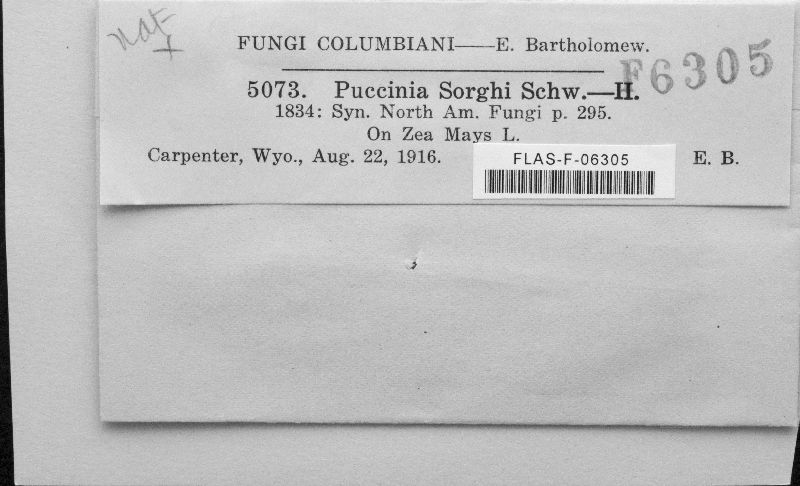 nat
FUNGI COLUMBIANI—E. Bartholomew.
F6305
5073. Puccinia Sorghi Schw.—II.
1834: Syn. North Am. Fungi p. 295.
On Zea Mays L.
Carpenter, Wyo., Aug. 22, 1916.
FLAS-F-06305
E. B.